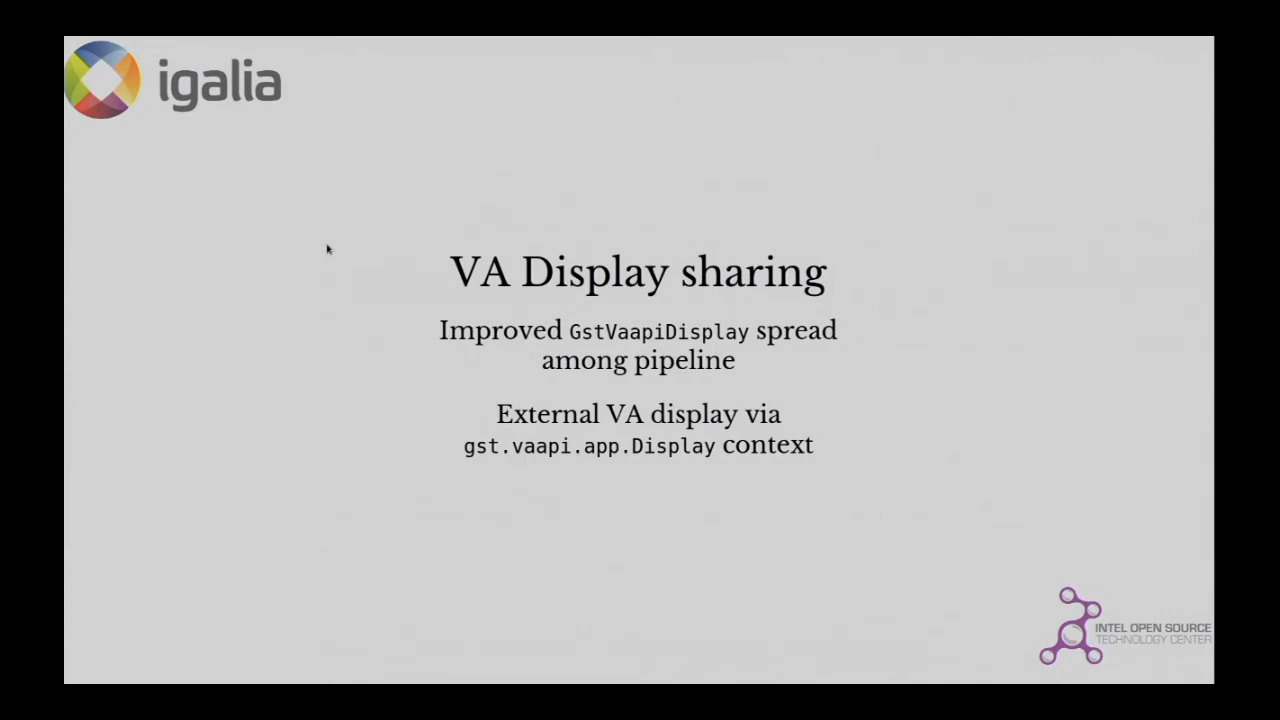 igalia
VA Display sharing
Improved GstVaapiDisplay spread
among pipeline
External VA display via
gst.vaapi.app.Display context
INTEL OPEN SOURCE
TECHNOLOGY CENTER